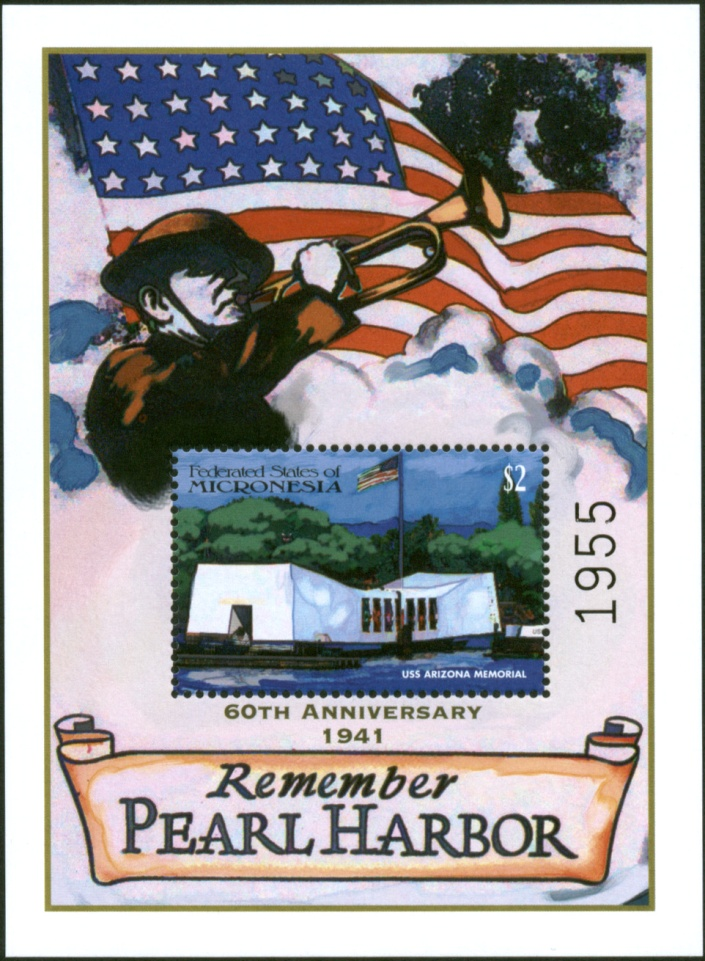 Federated States of
MICRONESIA
$2
1955
USS ARIZONA MEMORIAL
60TH ANNIVERSARY
1941
Remember
PEARL HARBOR